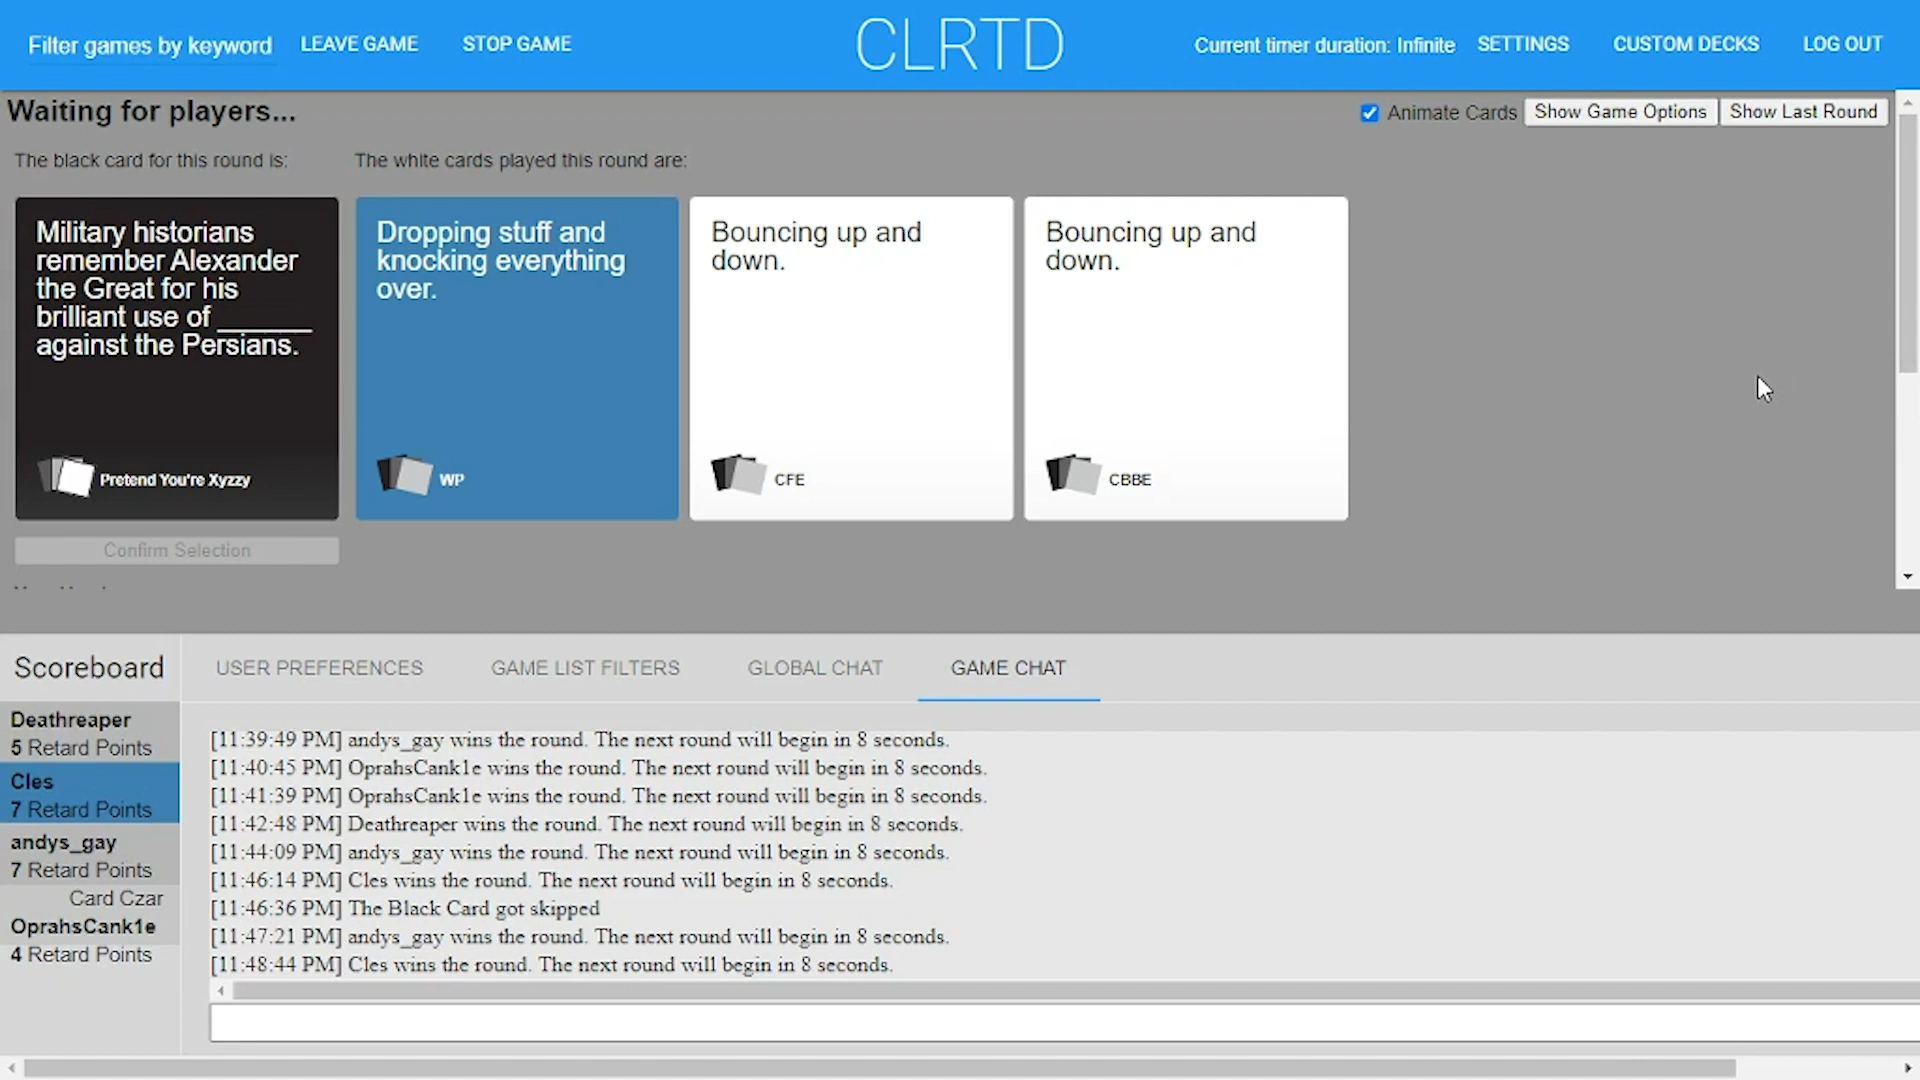 Filter games by keyword
LEAVE GAME
STOP GAME
CLRTD
Current timer duration: Infinite
SETTINGS
CUSTOM DECKS
LOG OUT
Waiting for players...
Animate Cards
Show Game Options
Show Last Round
The black card for this round is:
The white cards played this round are:
Military historians
remember Alexander
the Great for his
brilliant use of ______
against the Persians.
Pretend You're Xyzzy
Dropping stuff and
knocking everything
over.
WP
Bouncing up and
down.
CFE
Bouncing up and
down.
CBBE
Confirm Selection
Scoreboard
USER PREFERENCES
GAME LIST FILTERS
GLOBAL CHAT
GAME CHAT
Deathreaper
5 Retard Points
Cles
7 Retard Points
andys_gay
7 Retard Points
Card Czar
OprahsCank1e
4 Retard Points
[11:39:49 PM] andys_gay wins the round. The next round will begin in 8 seconds.
[11:40:45 PM] OprahsCank1e wins the round. The next round will begin in 8 seconds.
[11:41:39 PM] OprahsCank1e wins the round. The next round will begin in 8 seconds.
[11:42:48 PM] Deathreaper wins the round. The next round will begin in 8 seconds.
[11:44:09 PM] andys_gay wins the round. The next round will begin in 8 seconds.
[11:46:14 PM] Cles wins the round. The next round will begin in 8 seconds.
[11:46:36 PM] The Black Card got skipped
[11:47:21 PM] andys_gay wins the round. The next round will begin in 8 seconds.
[11:48:44 PM] Cles wins the round. The next round will begin in 8 seconds.